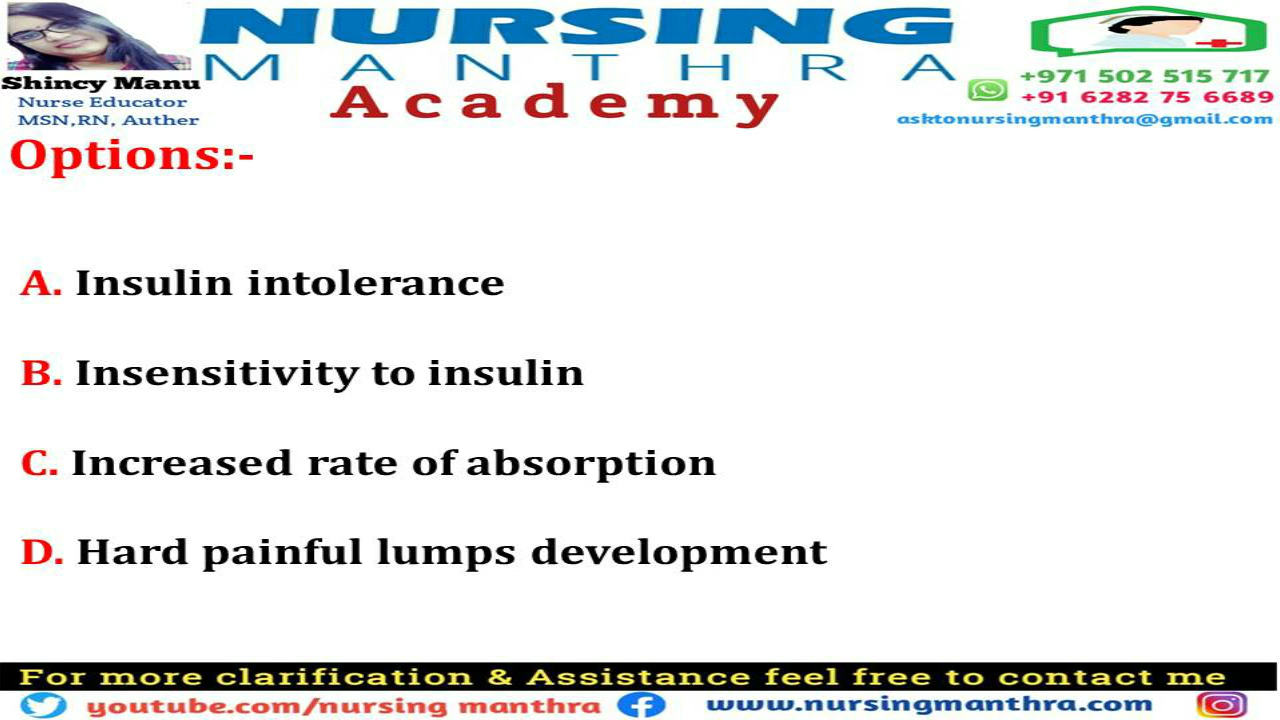 NURSING
MANTHRA
Academy
Shincy Manu
Nurse Educator
MSN,RN, Auther
+971 502 515 717
+91 6282 75 6689
asktonursingmanthra@gmail.com
Options:-
A. Insulin intolerance
B. Insensitivity to insulin
C. Increased rate of absorption
D. Hard painful lumps development
For more clarification & Assistance feel free to contact me
youtube.com/nursing manthra
www.nursingmanthra.com